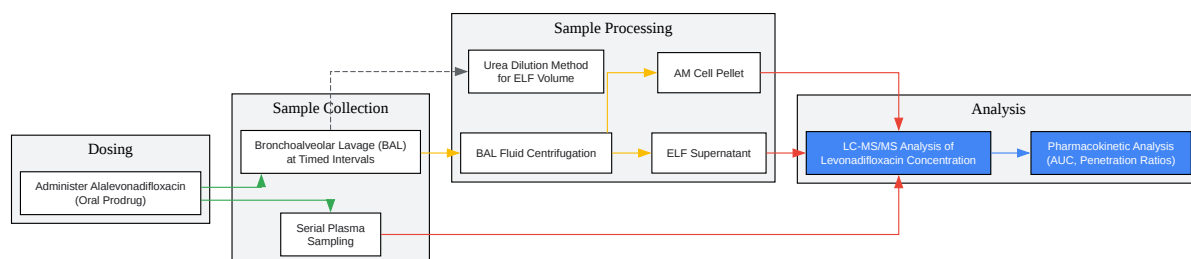 Dosing
Administer Alalevonadifloxacin
(Oral Prodrug)
Sample Collection
Bronchoalveolar Lavage (BAL)
at Timed Intervals
Serial Plasma
Sampling
Sample Processing
Urea Dilution Method
for ELF Volume
AM Cell Pellet
BAL Fluid Centrifugation
ELF Supernatant
Analysis
LC-MS/MS Analysis of
Levonadifloxacin Concentration
Pharmacokinetic Analysis
(AUC, Penetration Ratios)